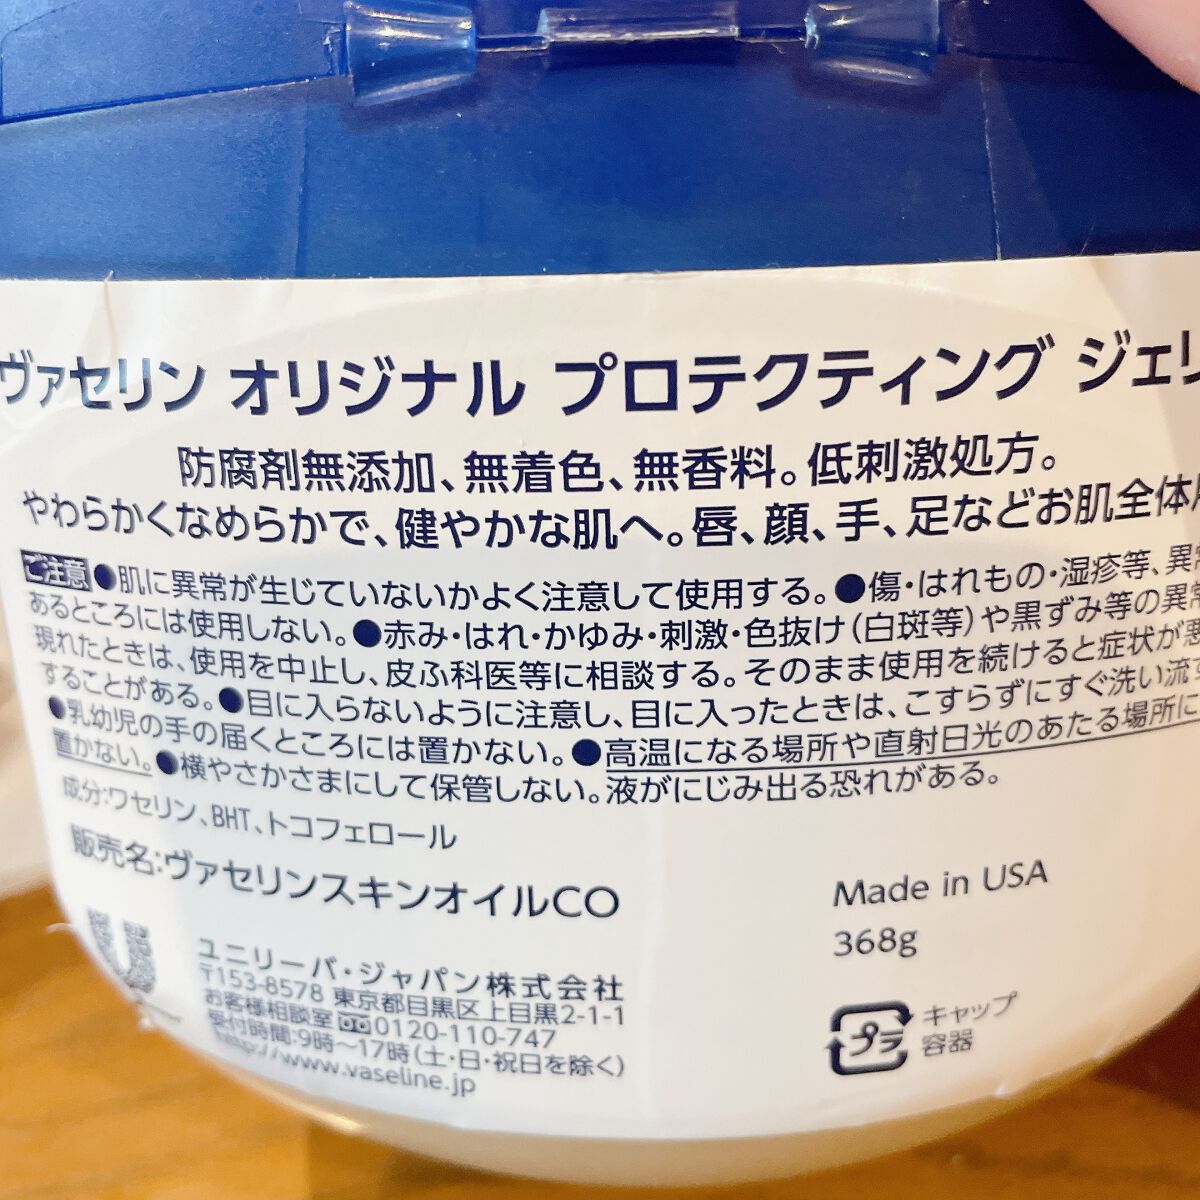 ヴァセリン オリジナル プロテクティング ジェリ
防腐剤無添加、無着色、無香料。低刺激処方。
やわらかくなめらかで、健やかな肌へ。唇、顔、手、足などお肌全体
ご注意 ●肌に異常が生じていないかよく注意して使用する。●傷・はれもの・湿疹等、異常
あるところには使用しない。●赤み・はれ・かゆみ・刺激・色抜け(白斑等)や黒ずみ等の異常
現れたときは、使用を中止し、皮ふ科医等に相談する。そのまま使用を続けると症状が悪
することがある。●目に入らないように注意し、目に入ったときは、こすらずにすぐ洗い流す
●乳幼児の手の届くところには置かない。●高温になる場所や直射日光のあたる場所に
置かない。●横やさかさまにして保管しない。液がにじみ出る恐れがある。
成分:ワセリン、BHT、トコフェロール
販売名:ヴァセリンスキンオイルCO
Made in USA
368g
ユニリーバ・ジャパン株式会社
〒153-8578 東京都目黒区上目黒2-1-1
お客様相談室 0120-110-747
受付時間:9時〜17時(土・日・祝日を除く)
http://www.vaseline.jp
プラ
キャップ
容器